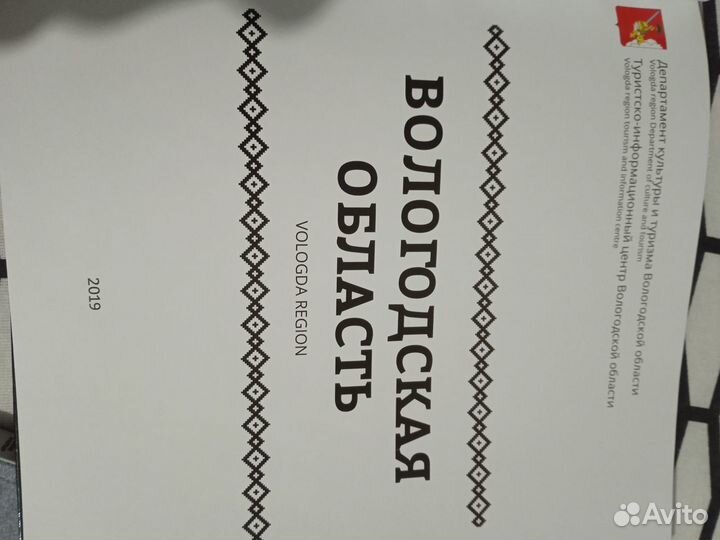 Департамент культуры и туризма Вологодской области
Vologda region Department of culture and tourism
Туристско-информационный центр Вологодской области
Vologda region tourism and information centre
ВОЛОГОДСКАЯ
ОБЛАСТЬ
VOLOGDA REGION
2019
Avito